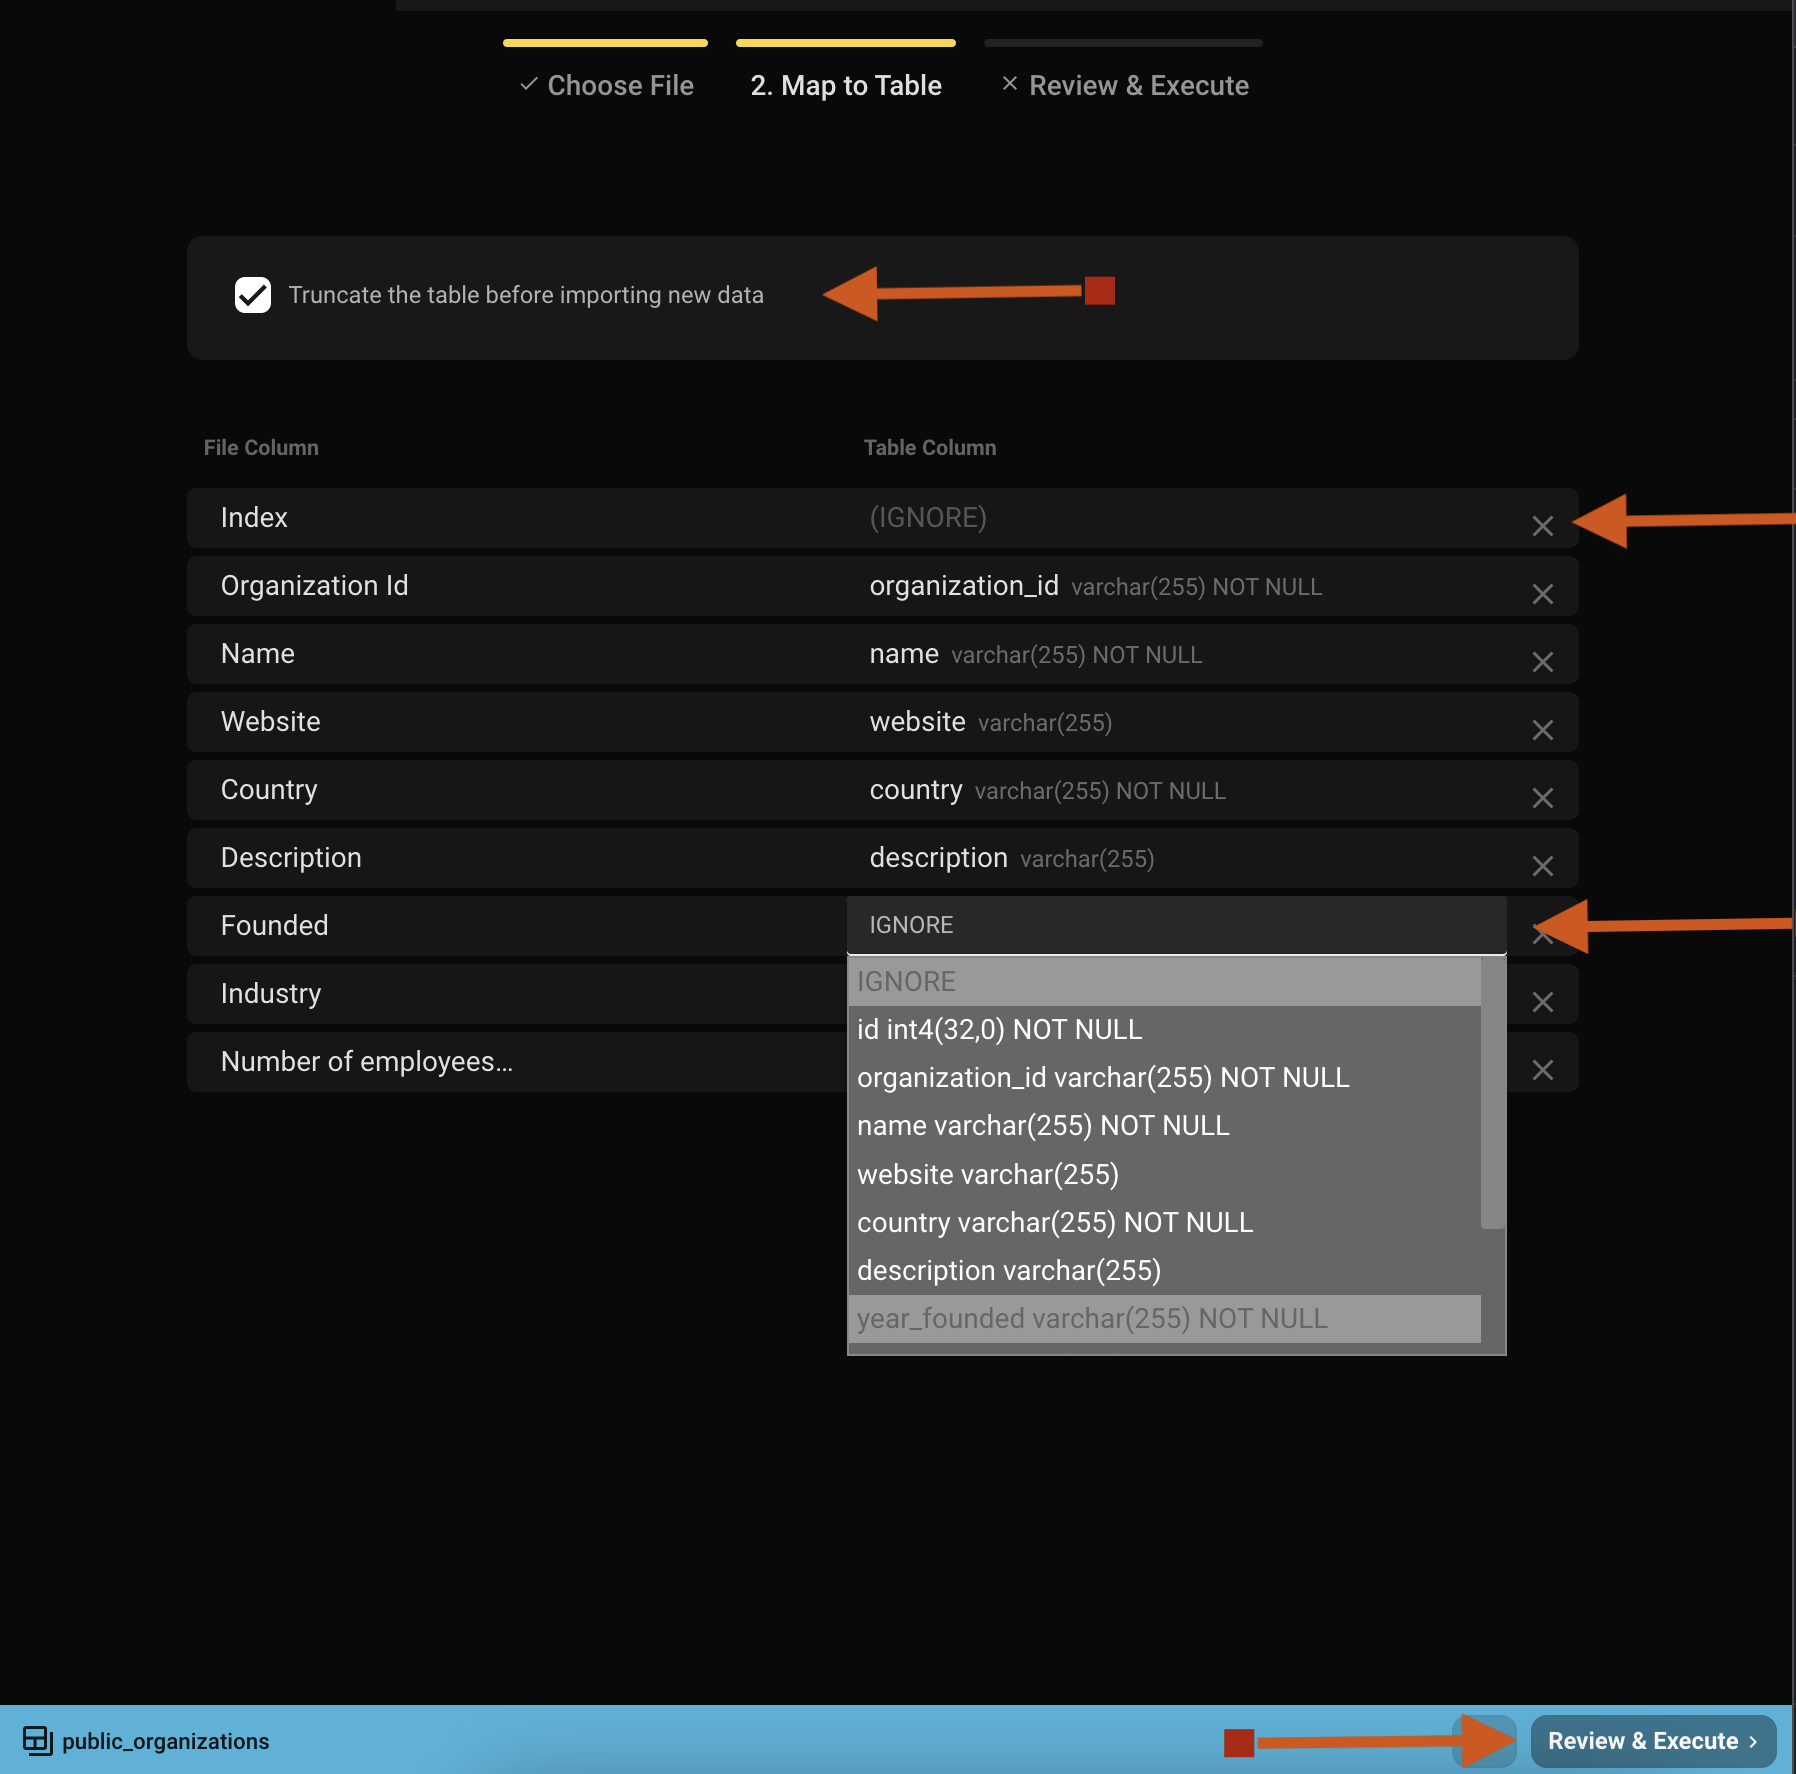 Choose File
2. Map to Table
Review & Execute
Truncate the table before importing new data
File Column Table Column
Index (IGNORE)
Organization Id organization_id varchar(255) NOT NULL
Name name varchar(255) NOT NULL
Website website varchar(255)
Country country varchar(255) NOT NULL
Description description varchar(255)
Founded IGNORE
Industry
Number of employees…
IGNORE
id int4(32,0) NOT NULL
organization_id varchar(255) NOT NULL
name varchar(255) NOT NULL
website varchar(255)
country varchar(255) NOT NULL
description varchar(255)
year_founded varchar(255) NOT NULL
public_organizations
Review & Execute